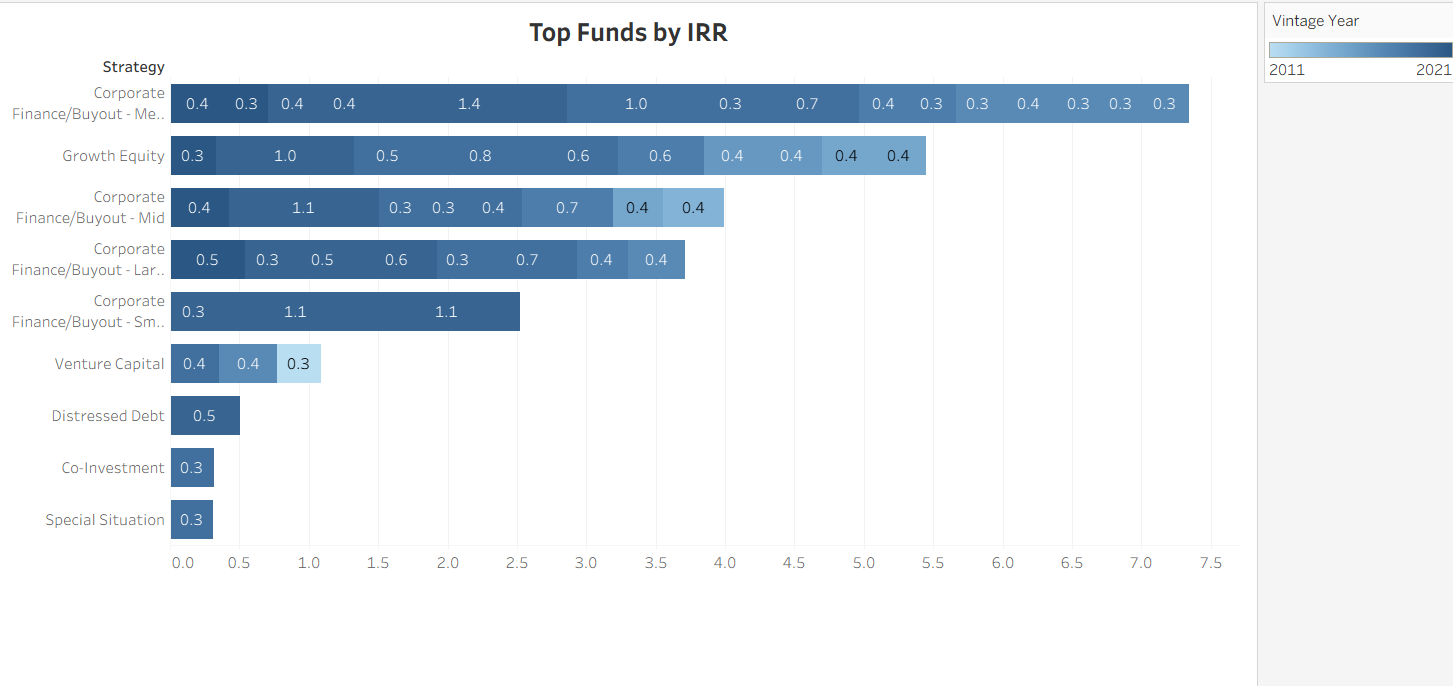 Top Funds by IRR
Vintage Year
2011 2021
Strategy
Corporate
Finance/Buyout - Me..
0.4 0.3 0.4 0.4 1.4 1.0 0.3 0.7 0.4 0.3 0.3 0.4 0.3 0.3 0.3
Growth Equity
0.3 1.0 0.5 0.8 0.6 0.6 0.4 0.4 0.4 0.4
Corporate
Finance/Buyout - Mid
0.4 1.1 0.3 0.3 0.4 0.7 0.4 0.4
Corporate
Finance/Buyout - Lar..
0.5 0.3 0.5 0.6 0.3 0.7 0.4 0.4
Corporate
Finance/Buyout - Sm..
0.3 1.1 1.1
Venture Capital
0.4 0.4 0.3
Distressed Debt
0.5
Co-Investment
0.3
Special Situation
0.3
0.0 0.5 1.0 1.5 2.0 2.5 3.0 3.5 4.0 4.5 5.0 5.5 6.0 6.5 7.0 7.5